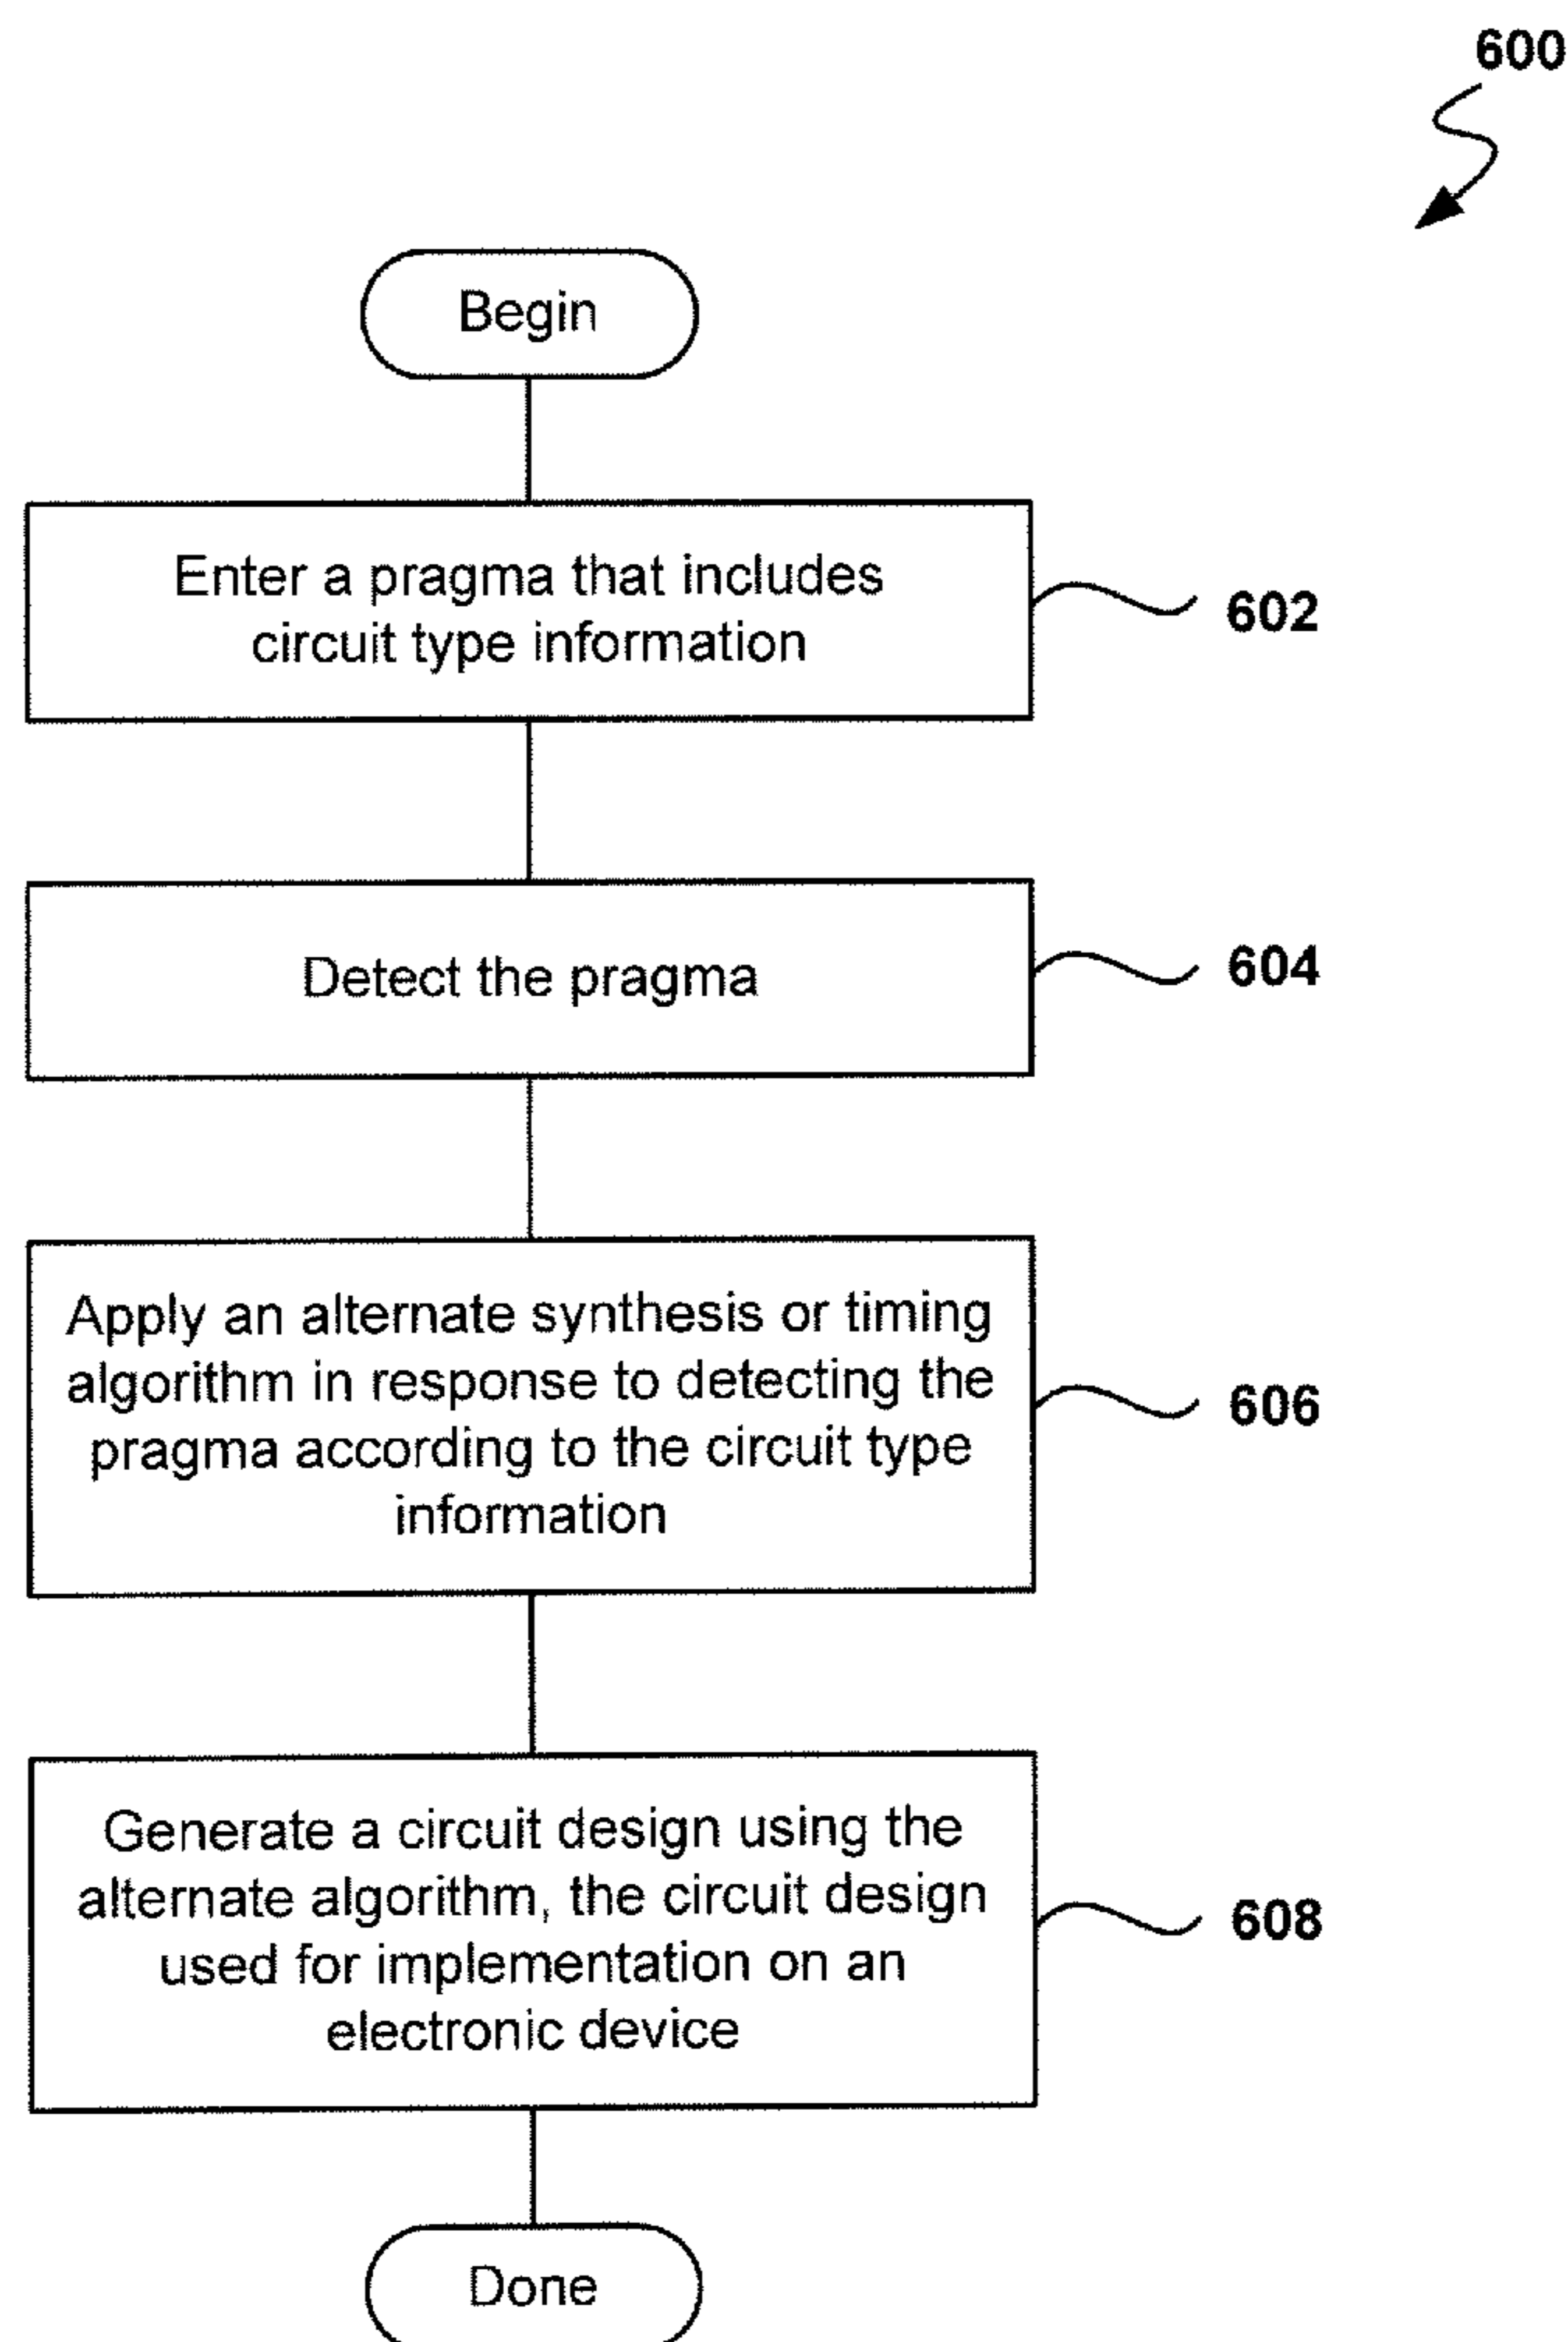 600
Begin
Enter a pragma that includes
circuit type information
602
Detect the pragma
604
Apply an alternate synthesis or timing
algorithm in response to detecting the
pragma according to the circuit type
information
606
Generate a circuit design using the
alternate algorithm, the circuit design
used for implementation on an
electronic device
608
Done